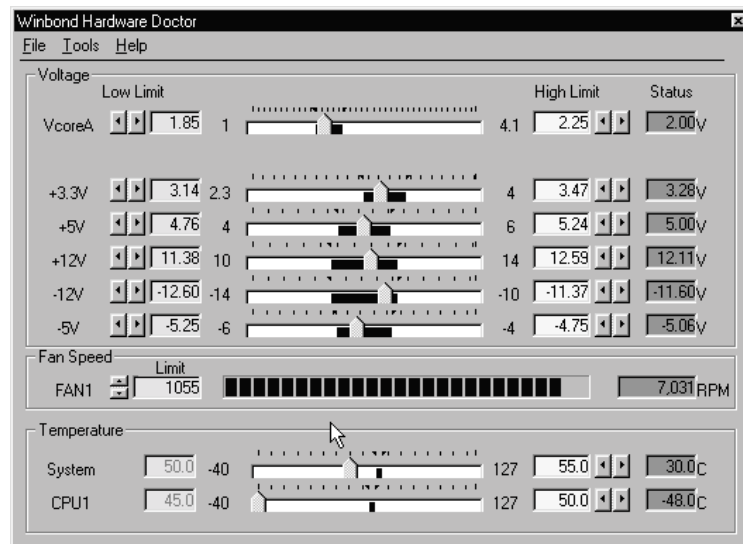 Winbond Hardware Doctor
File Tools Help
Voltage
Low Limit High Limit Status
VcoreA 1.85 1 4.1 2.25 2.00V
+3.3V 3.14 2.3 4 3.47 3.28V
+5V 4.76 4 6 5.24 5.00V
+12V 11.38 10 14 12.59 12.11V
-12V -12.60 -14 -10 -11.37 -11.60V
-5V -5.25 -6 -4 -4.75 -5.06V
Fan Speed
Limit
FAN1 1055 7,031 RPM
Temperature
System 50.0 -40 127 55.0 30.0C
CPU1 45.0 -40 127 50.0 -48.0C